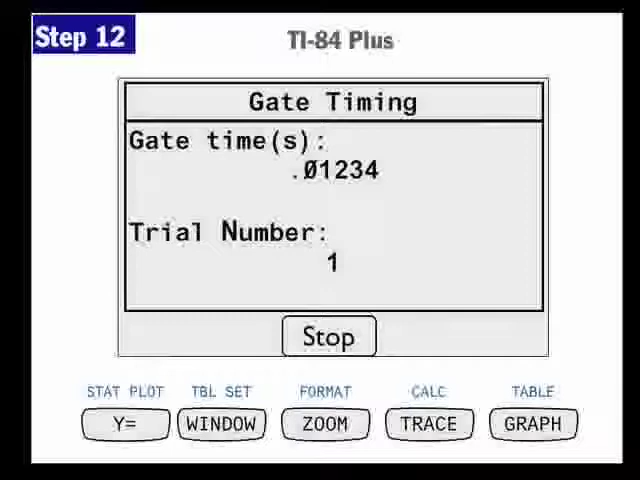 Step 12
TI-84 Plus
Gate Timing
Gate time(s):
.01234
Trial Number:
1
Stop
STAT PLOT TBL SET FORMAT CALC TABLE
Y= WINDOW ZOOM TRACE GRAPH